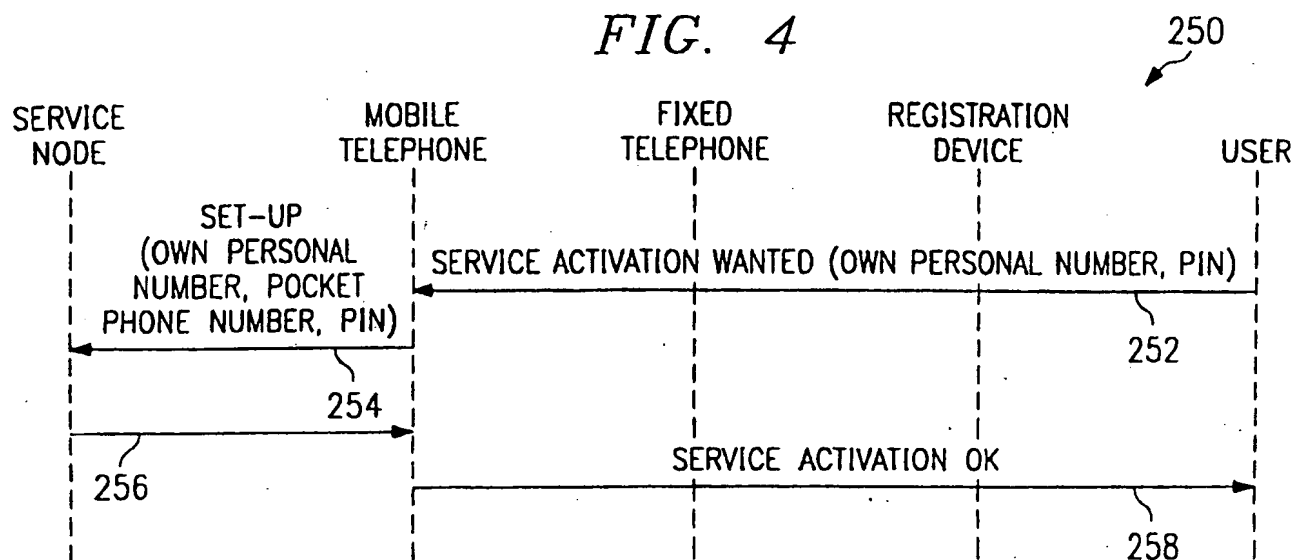 FIG. 4
250
SERVICE
NODE
MOBILE
TELEPHONE
FIXED
TELEPHONE
REGISTRATION
DEVICE
USER
SET-UP
(OWN PERSONAL
NUMBER, POCKET
PHONE NUMBER, PIN)
SERVICE ACTIVATION WANTED (OWN PERSONAL NUMBER, PIN)
252
254
256
SERVICE ACTIVATION OK
258